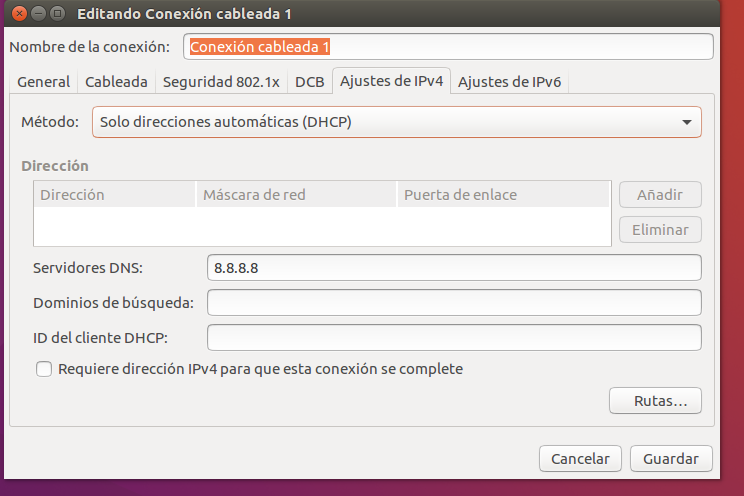 Editando Conexión cableada 1
Nombre de la conexión: Conexión cableada 1
General Cableada Seguridad 802.1x DCB Ajustes de IPv4 Ajustes de IPv6
Método: Solo direcciones automáticas (DHCP)
Dirección
Dirección Máscara de red Puerta de enlace Añadir
Eliminar
Servidores DNS: 8.8.8.8
Dominios de búsqueda:
ID del cliente DHCP:
Requiere dirección IPv4 para que esta conexión se complete
Rutas...
Cancelar Guardar